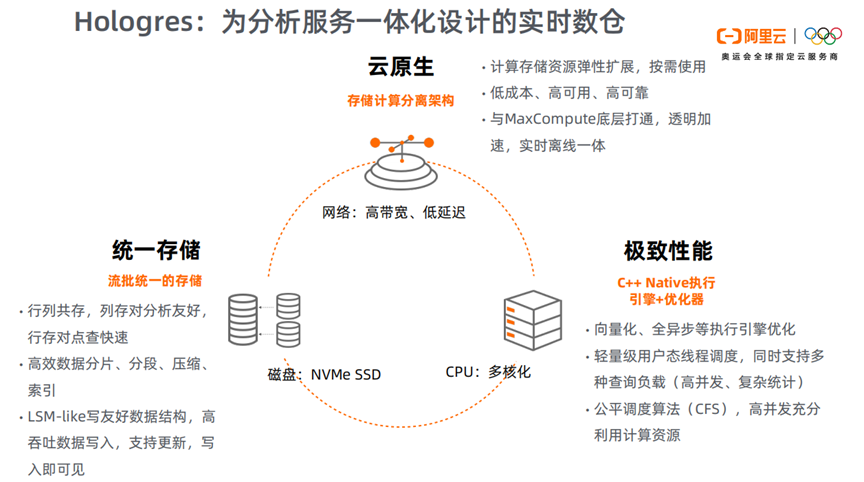 Hologres：为分析服务一体化设计的实时数仓
阿里云
奥运会全球指定云服务商
云原生
存储计算分离架构
· 计算存储资源弹性扩展，按需使用
· 低成本、高可用、高可靠
· 与MaxCompute底层打通，透明加
速，实时离线一体
网络：高带宽、低延迟
统一存储
流批统一的存储
· 行列共存，列存对分析友好，
行存对点查快速
· 高效数据分片、分段、压缩、
索引
· LSM-like写友好数据结构，高
吞吐数据写入，支持更新，写
入即可见
磁盘：NVMe SSD
CPU：多核化
极致性能
C++ Native执行
引擎+优化器
· 向量化、全异步等执行引擎优化
· 轻量级用户态线程调度，同时支持多
种查询负载（高并发、复杂统计）
· 公平调度算法（CFS），高并发充分
利用计算资源